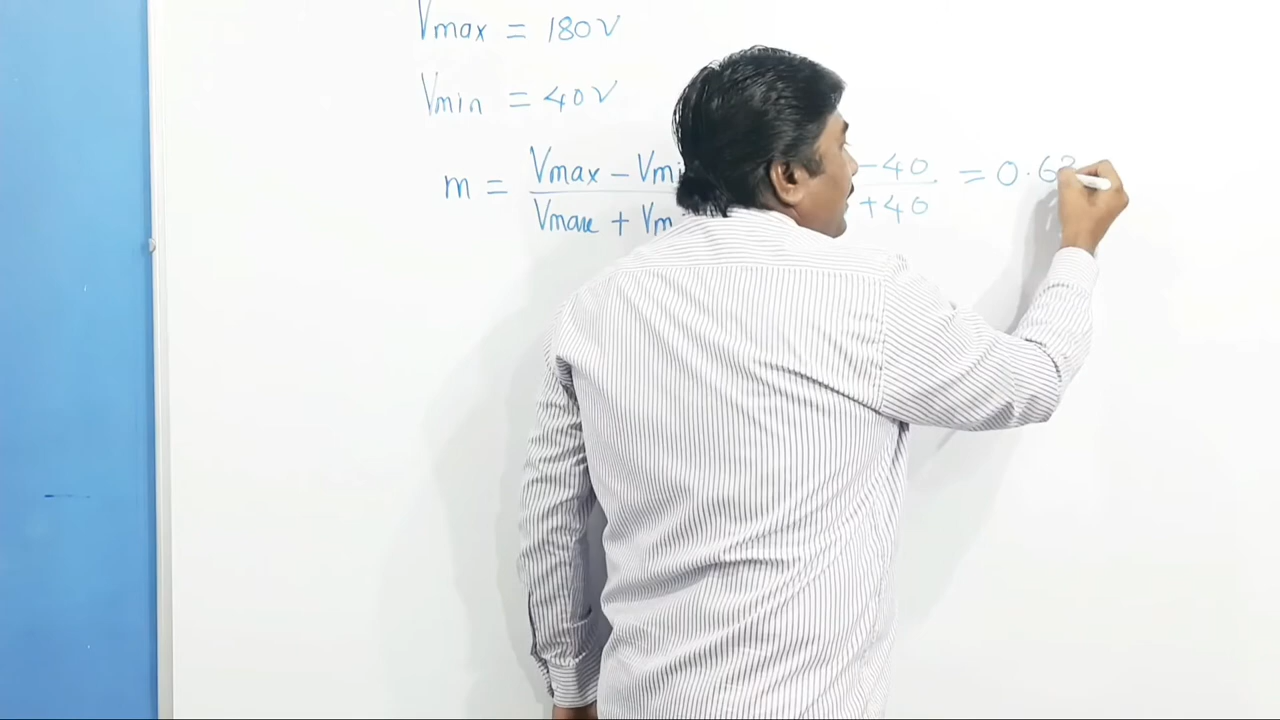 Vmax = 180V
Vmin = 40V
m = Vmax - Vmi -40 = 0.63
Vmax + Vm +40